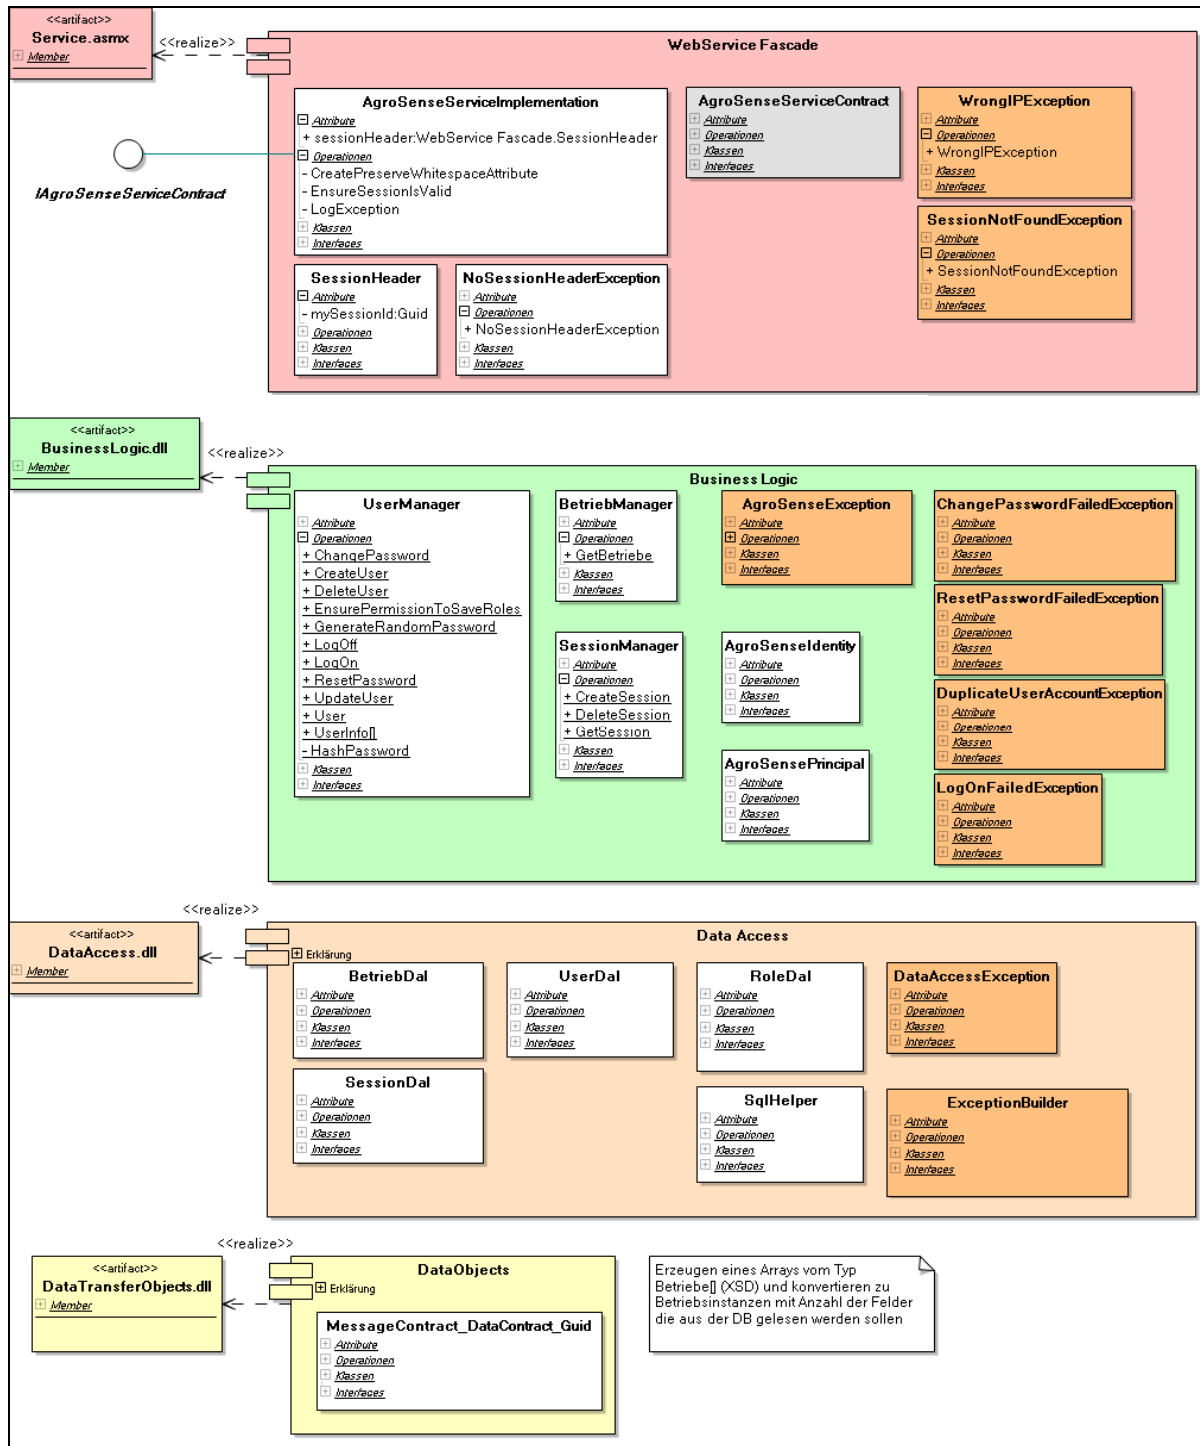 <<artifact>>
Service.asmx
Member
<<realize>>
WebService Fascade
AgroSenseServiceImplementation
Attribute
+ sessionHeader:WebService Fascade.SessionHeader
Operationen
- CreatePreserveWhitespaceAttribute
- EnsureSessionIsValid
- LogException
Klassen
Interfaces
IAgroSenseServiceContract
AgroSenseServiceContract
Attribute
Operationen
Klassen
Interfaces
WrongIPException
Attribute
Operationen
+ WrongIPException
Klassen
Interfaces
SessionNotFoundException
Attribute
Operationen
+ SessionNotFoundException
Klassen
Interfaces
SessionHeader
Attribute
- mySessionId:Guid
Operationen
Klassen
Interfaces
NoSessionHeaderException
Attribute
Operationen
+ NoSessionHeaderException
Klassen
Interfaces
<<artifact>>
BusinessLogic.dll
Member
<<realize>>
Business Logic
UserManager
Attribute
Operationen
+ ChangePassword
+ CreateUser
+ DeleteUser
+ EnsurePermissionToSaveRoles
+ GenerateRandomPassword
+ LogOff
+ LogOn
+ ResetPassword
+ UpdateUser
+ User
+ UserInfo[]
- HashPassword
Klassen
Interfaces
BetriebManager
Attribute
Operationen
+ GetBetriebe
Klassen
Interfaces
SessionManager
Attribute
Operationen
+ CreateSession
+ DeleteSession
+ GetSession
Klassen
Interfaces
AgroSenseException
Attribute
Operationen
Klassen
Interfaces
AgroSenseIdentity
Attribute
Operationen
Klassen
Interfaces
AgroSensePrincipal
Attribute
Operationen
Klassen
Interfaces
ChangePasswordFailedException
Attribute
Operationen
Klassen
Interfaces
ResetPasswordFailedException
Attribute
Operationen
Klassen
Interfaces
DuplicateUserAccountException
Attribute
Operationen
Klassen
Interfaces
LogOnFailedException
Attribute
Operationen
Klassen
Interfaces
<<realize>>
<<artifact>>
DataAccess.dll
Member
Data Access
Erklärung
BetriebDal
Attribute
Operationen
Klassen
Interfaces
UserDal
Attribute
Operationen
Klassen
Interfaces
RoleDal
Attribute
Operationen
Klassen
Interfaces
DataAccessException
Attribute
Operationen
Klassen
Interfaces
SessionDal
Attribute
Operationen
Klassen
Interfaces
SqlHelper
Attribute
Operationen
Klassen
Interfaces
ExceptionBuilder
Attribute
Operationen
Klassen
Interfaces
<<realize>>
<<artifact>>
DataTransferObjects.dll
Member
DataObjects
Erklärung
MessageContract_DataContract_Guid
Attribute
Operationen
Klassen
Interfaces
Erzeugen eines Arrays vom Typ
Betriebe[] (XSD) und konvertieren zu
Betriebsinstanzen mit Anzahl der Felder
die aus der DB gelesen werden sollen